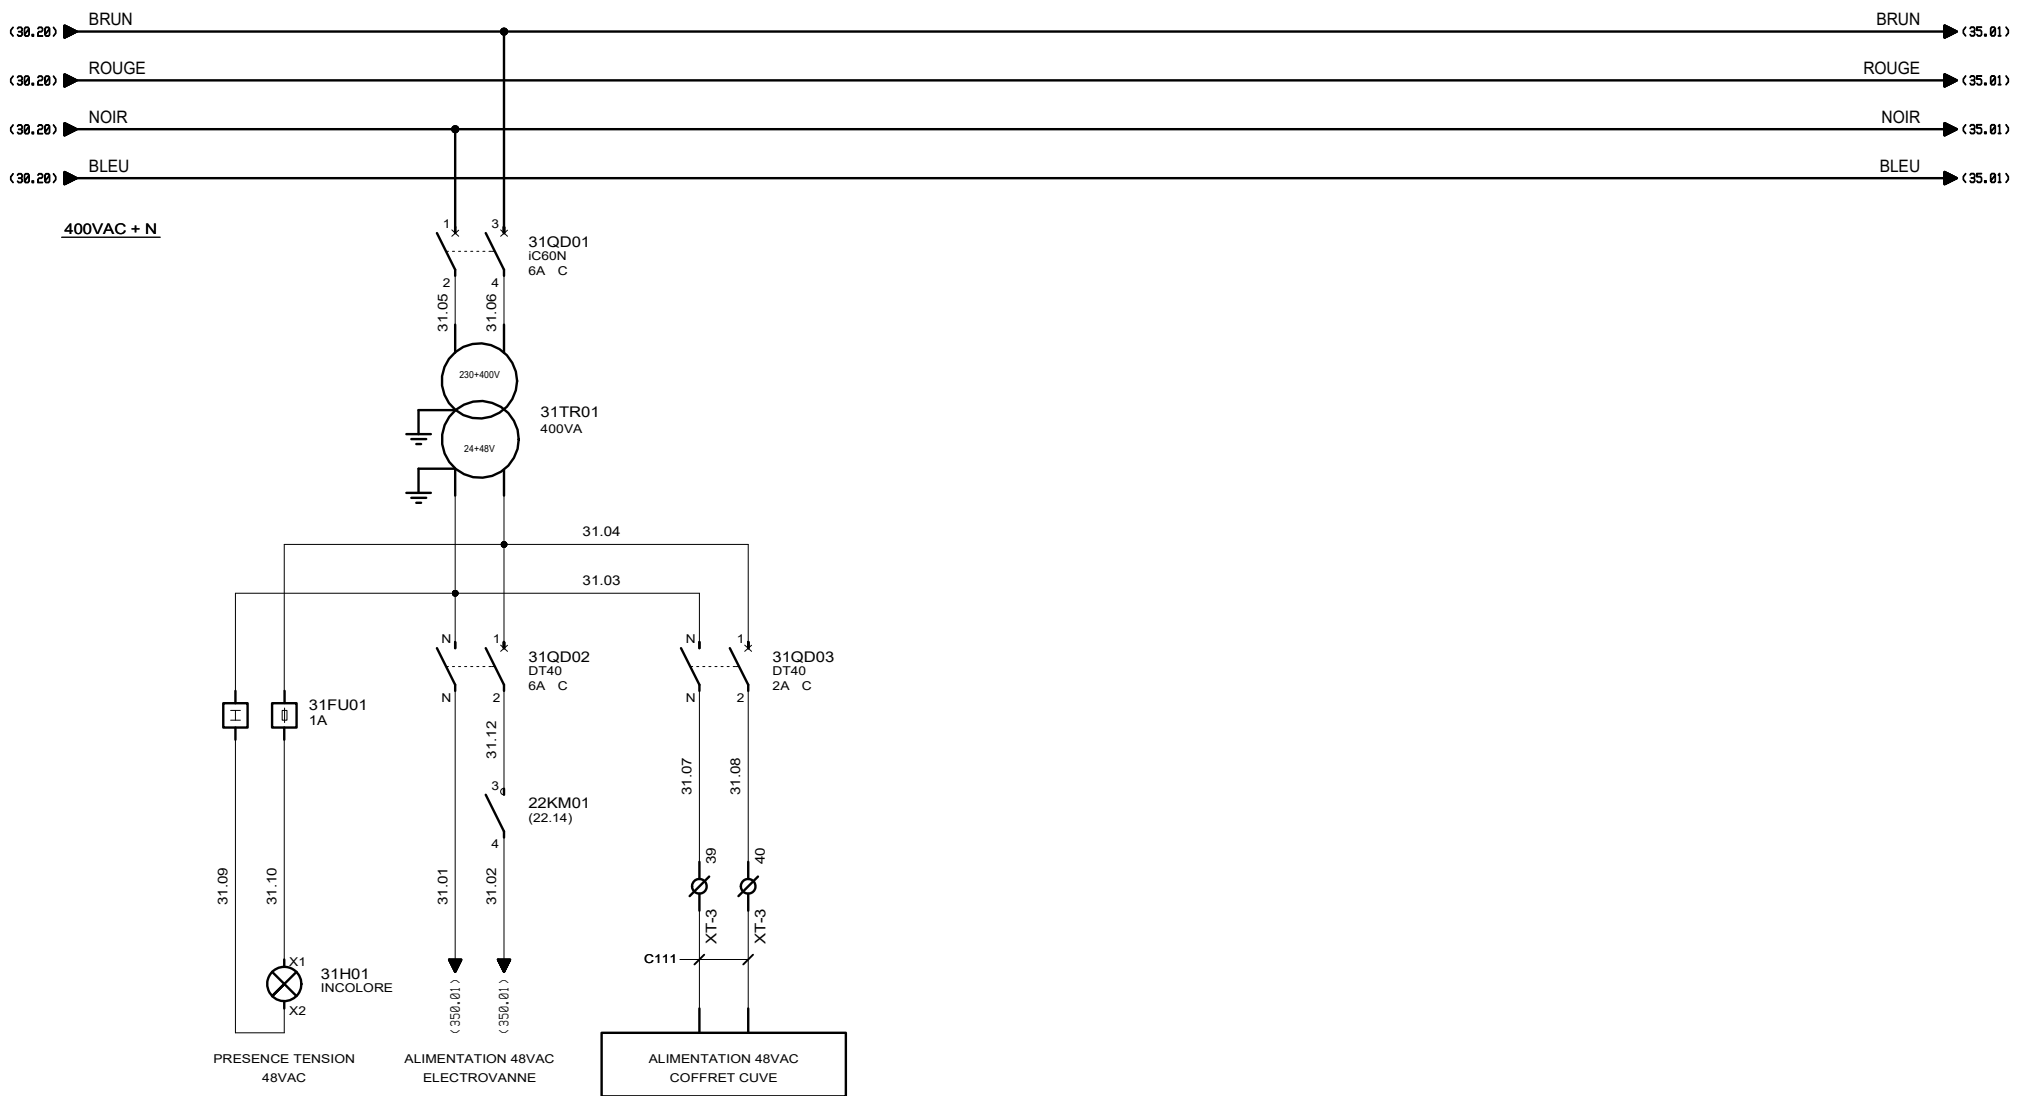 BRUN BRUN
(30.20) (35.01)
ROUGE ROUGE
(30.20) (35.01)
NOIR NOIR
(30.20) (35.01)
BLEU BLEU
(30.20) (35.01)
400VAC + N
1 3
31QD01
iC60N
6A C
2 4
31.05 31.06
230+400V
31TR01
400VA
24+48V
31.04
31.03
N 1
31QD02
DT40
6A C
N 2
N 1
31QD03
DT40
2A C
N 2
31FU01
1A
31.12
31.07 31.08
3
22KM01
(22.14)
4
39 40
31.09 31.10 31.01 31.02
XT-3 XT-3
C111
X1
31H01
INCOLORE
X2
(350.01) (350.01)
PRESENCE TENSION
48VAC
ALIMENTATION 48VAC
ELECTROVANNE
ALIMENTATION 48VAC
COFFRET CUVE